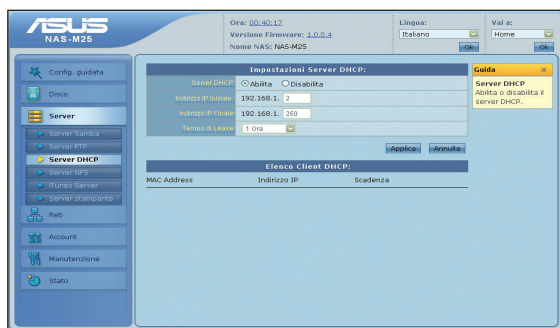 ASUS
NAS-M25
Ora: 00:40:17
Versione Firmware: 1.0.0.4
Nome NAS: NAS-M25
Lingua:
Italiano
Ok
Vai a:
Home
Ok
Config. guidata
Disco
Server
Server Samba
Server FTP
Server DHCP
Server NFS
iTunes Server
Server stampante
Reti
Account
Manutenzione
Stato
Impostazioni Server DHCP:
Server DHCP: Abilita Disabilita
Indirizzo IP Iniziale: 192.168.1. 2
Indirizzo IP Finale: 192.168.1. 250
Tempo di Lease: 1 Ora
Applica Annulla
Elenco Client DHCP:
MAC Address Indirizzo IP Scadenza
Guida ×
Server DHCP
Abilita o disabilita il
server DHCP.